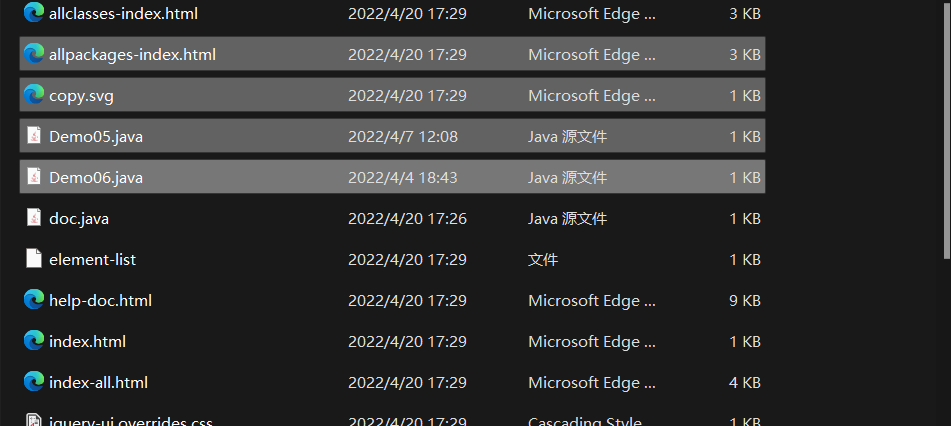 allclasses-index.html 2022/4/20 17:29 Microsoft Edge ... 3 KB
allpackages-index.html 2022/4/20 17:29 Microsoft Edge ... 3 KB
copy.svg 2022/4/20 17:29 Microsoft Edge ... 1 KB
Demo05.java 2022/4/7 12:08 Java 源文件 1 KB
Demo06.java 2022/4/4 18:43 Java 源文件 1 KB
doc.java 2022/4/20 17:26 Java 源文件 1 KB
element-list 2022/4/20 17:29 文件 1 KB
help-doc.html 2022/4/20 17:29 Microsoft Edge ... 9 KB
index.html 2022/4/20 17:29 Microsoft Edge ... 1 KB
index-all.html 2022/4/20 17:29 Microsoft Edge ... 4 KB
jquery-ui.overrides.css 2022/4/20 17:29 Cascading Style ... 1 KB